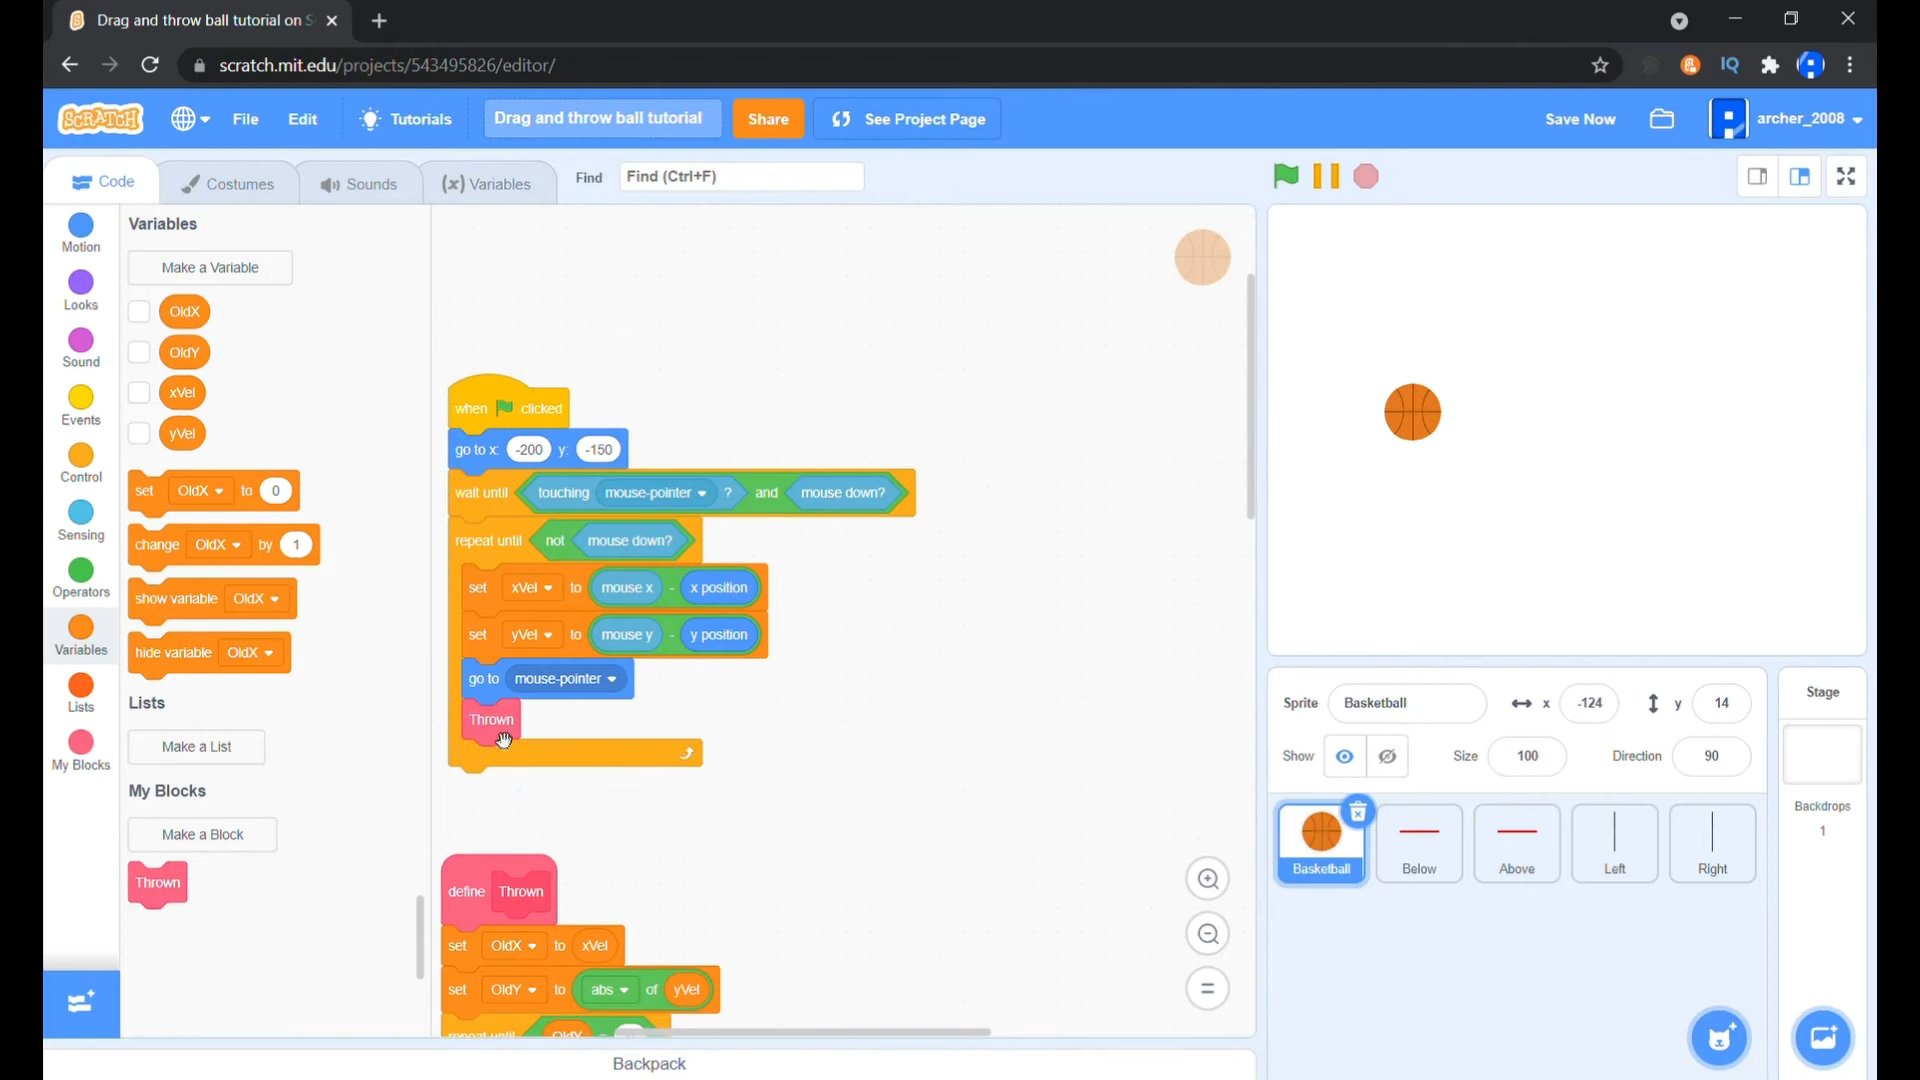 Drag and throw ball tutorial on S
scratch.mit.edu/projects/543495826/editor/
IQ
SCRATCH
File
Edit
Tutorials
Drag and throw ball tutorial
Share
See Project Page
Save Now
archer_2008
Code
Costumes
Sounds
(x) Variables
Find
Find (Ctrl+F)
Motion
Looks
Sound
Events
Control
Sensing
Operators
Variables
Lists
My Blocks
Variables
Make a Variable
OldX
OldY
xVel
yVel
set OldX to 0
change OldX by 1
show variable OldX
hide variable OldX
Lists
Make a List
My Blocks
Make a Block
Thrown
when clicked
go to x: -200 y: -150
wait until touching mouse-pointer ? and mouse down?
repeat until not mouse down?
set xVel to mouse x - x position
set yVel to mouse y - y position
go to mouse-pointer
Thrown
define Thrown
set OldX to xVel
set OldY to abs of yVel
repeat until OldY =
Backpack
Sprite Basketball x -124 y 14
Show Size 100 Direction 90
Basketball
Below
Above
Left
Right
Stage
Backdrops
1